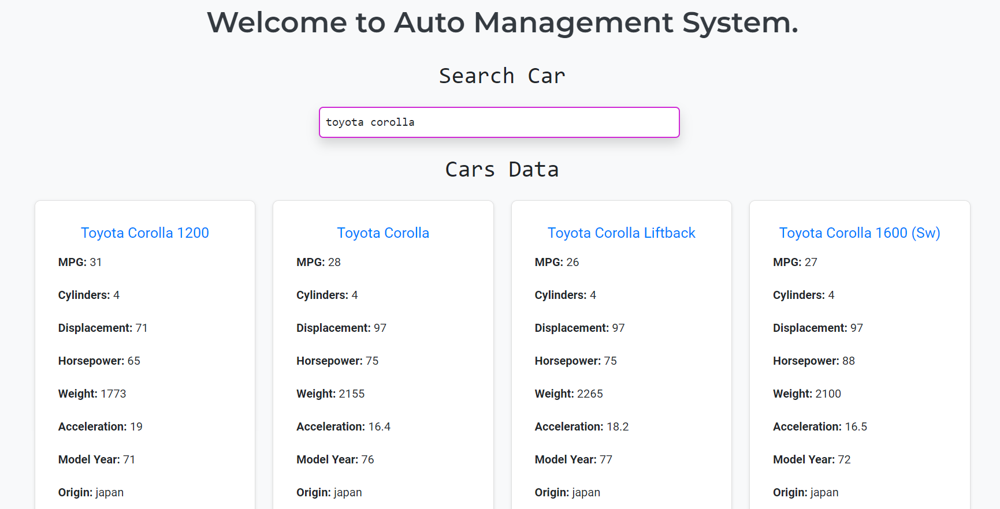 Welcome to Auto Management System.
Search Car
toyota corolla
Cars Data
Toyota Corolla 1200
MPG: 31
Cylinders: 4
Displacement: 71
Horsepower: 65
Weight: 1773
Acceleration: 19
Model Year: 71
Origin: japan
Toyota Corolla
MPG: 28
Cylinders: 4
Displacement: 97
Horsepower: 75
Weight: 2155
Acceleration: 16.4
Model Year: 76
Origin: japan
Toyota Corolla Liftback
MPG: 26
Cylinders: 4
Displacement: 97
Horsepower: 75
Weight: 2265
Acceleration: 18.2
Model Year: 77
Origin: japan
Toyota Corolla 1600 (Sw)
MPG: 27
Cylinders: 4
Displacement: 97
Horsepower: 88
Weight: 2100
Acceleration: 16.5
Model Year: 72
Origin: japan